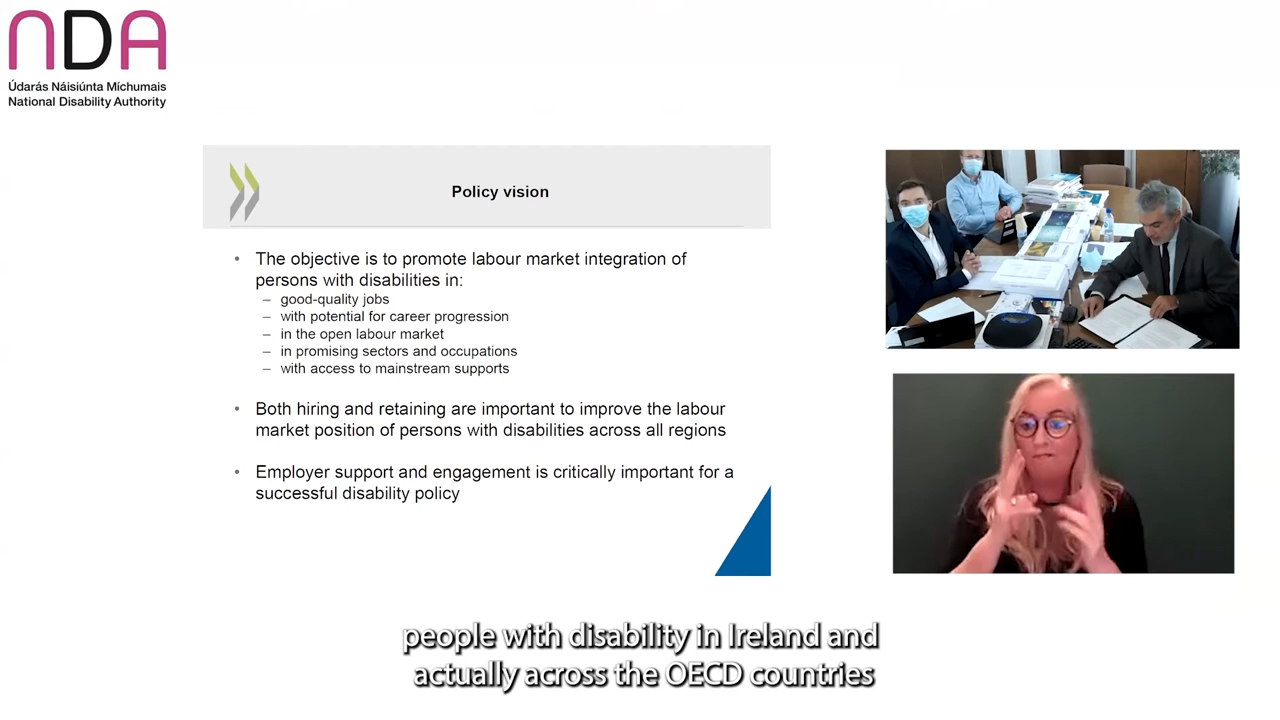 NDA
Údarás Náisiúnta Míchumais
National Disability Authority
Policy vision
• The objective is to promote labour market integration of
persons with disabilities in:
– good-quality jobs
– with potential for career progression
– in the open labour market
– in promising sectors and occupations
– with access to mainstream supports
• Both hiring and retaining are important to improve the labour
market position of persons with disabilities across all regions
• Employer support and engagement is critically important for a
successful disability policy
people with disability in Ireland and
actually across the OECD countries